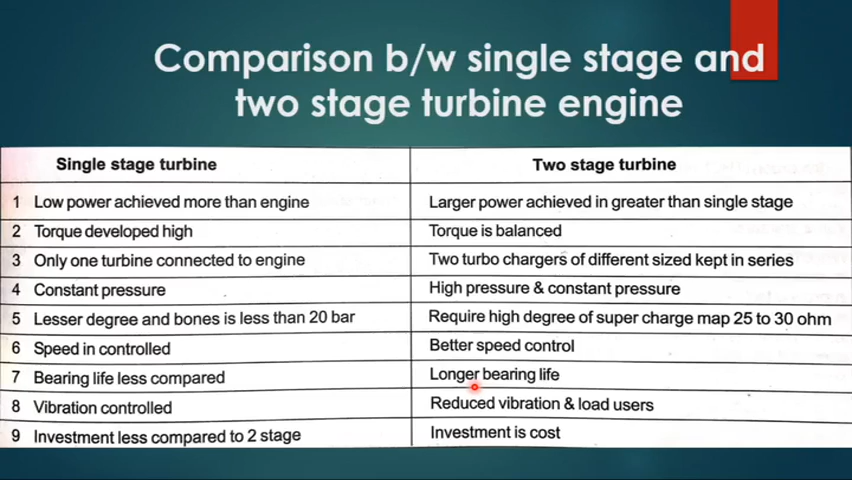 Comparison b/w single stage and
two stage turbine engine
Single stage turbine Two stage turbine
1 Low power achieved more than engine Larger power achieved in greater than single stage
2 Torque developed high Torque is balanced
3 Only one turbine connected to engine Two turbo chargers of different sized kept in series
4 Constant pressure High pressure & constant pressure
5 Lesser degree and bones is less than 20 bar Require high degree of super charge map 25 to 30 ohm
6 Speed in controlled Better speed control
7 Bearing life less compared Longer bearing life
8 Vibration controlled Reduced vibration & load users
9 Investment less compared to 2 stage Investment is cost